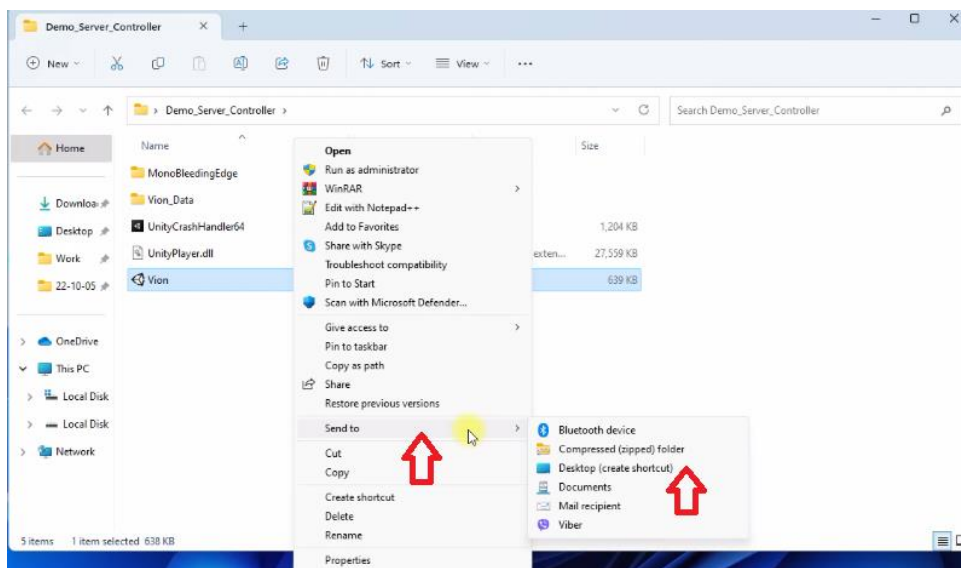 Demo_Server_Controller
New
Sort
View
Demo_Server_Controller
Search Demo_Server_Controller
Home
Name
Size
MonoBleedingEdge
Downloa
Vion_Data
Desktop
UnityCrashHandler64
1,204 KB
Work
UnityPlayer.dll
exten...
27,559 KB
22-10-05
Vion
639 KB
OneDrive
This PC
Local Disk
Local Disk
Network
Open
Run as administrator
WinRAR
Edit with Notepad++
Add to Favorites
Share with Skype
Troubleshoot compatibility
Pin to Start
Scan with Microsoft Defender...
Give access to
Pin to taskbar
Copy as path
Share
Restore previous versions
Send to
Cut
Copy
Create shortcut
Delete
Rename
Properties
Bluetooth device
Compressed (zipped) folder
Desktop (create shortcut)
Documents
Mail recipient
Viber
5 items
1 item selected 638 KB